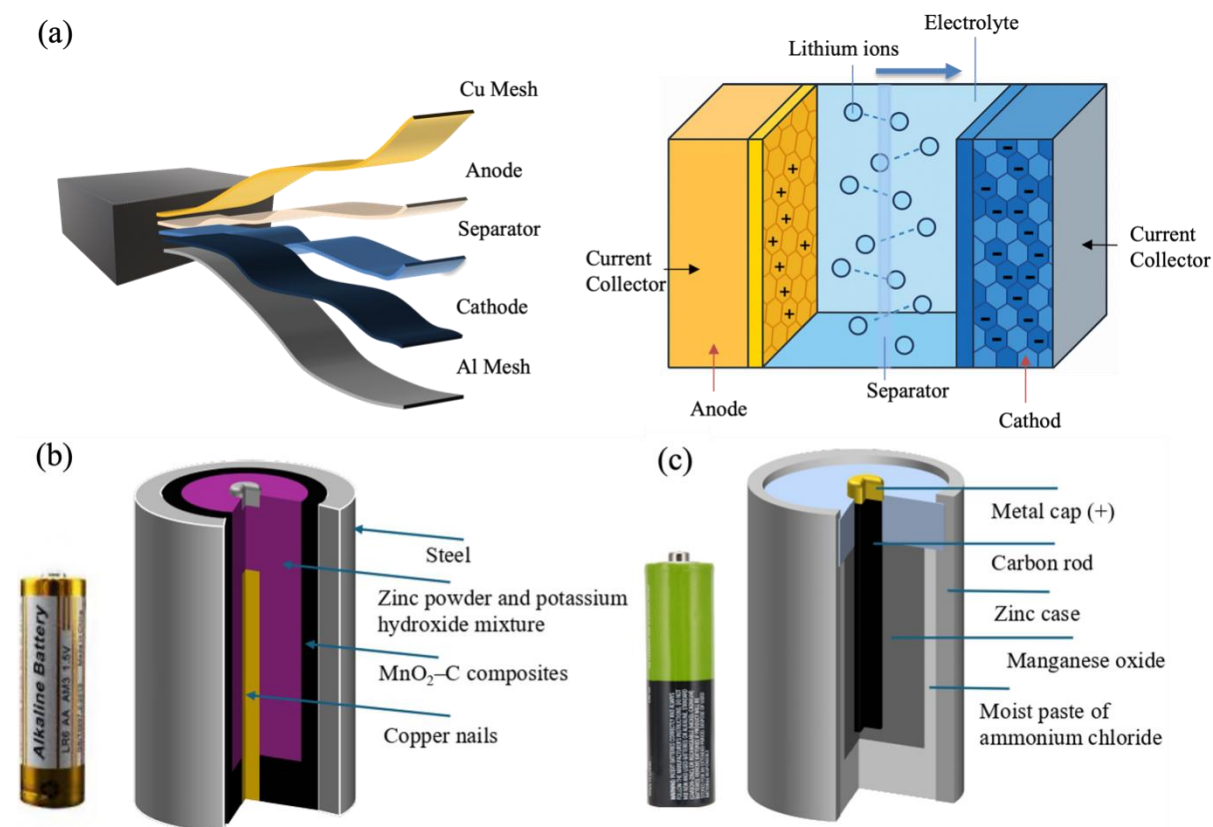 (a)
Cu Mesh
Anode
Separator
Cathode
Al Mesh
Electrolyte
Lithium ions
Current
Collector
Current
Collector
Anode
Separator
Cathod
(b)
Steel
Zinc powder and potassium
hydroxide mixture
MnO₂–C composites
Copper nails
Alkaline Battery
LR6 AA AM3 1.5V
(c)
Metal cap (+)
Carbon rod
Zinc case
Manganese oxide
Moist paste of
ammonium chloride